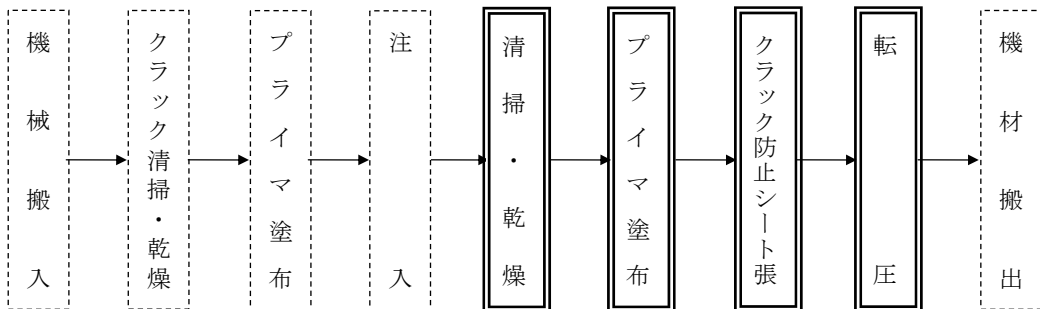 機械搬入
クラック清掃・乾燥
プライマ塗布
注入
清掃・乾燥
プライマ塗布
クラック防止シート張
転圧
機材搬出